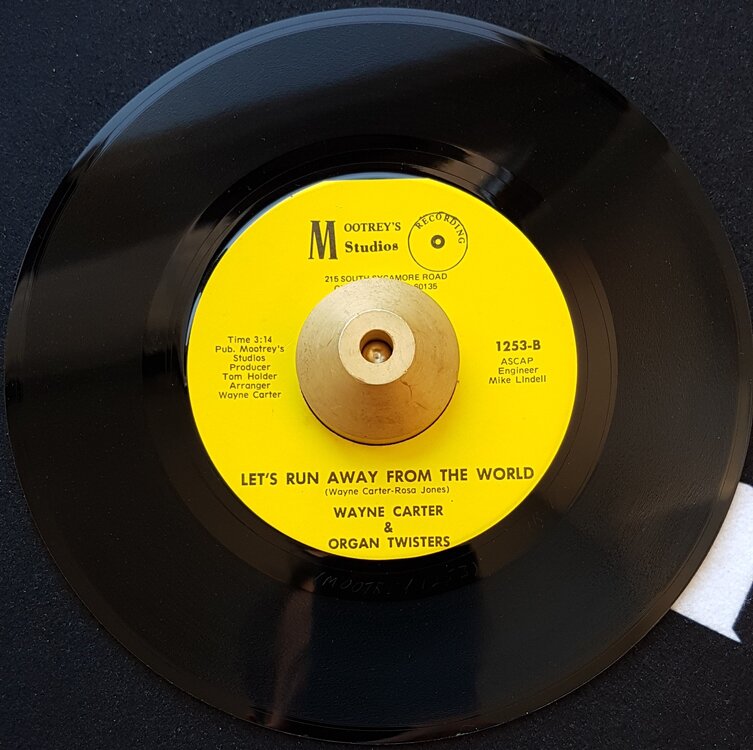 MOOTREY'S
Studios
RECORDING
215 SOUTH SYCAMORE ROAD
60135
Time 3:14
Pub. Mootrey's
Studios
Producer
Tom Holder
Arranger
Wayne Carter
1253-B
ASCAP
Engineer
Mike Lindell
LET'S RUN AWAY FROM THE WORLD
(Wayne Carter-Rosa Jones)
WAYNE CARTER
&
ORGAN TWISTERS